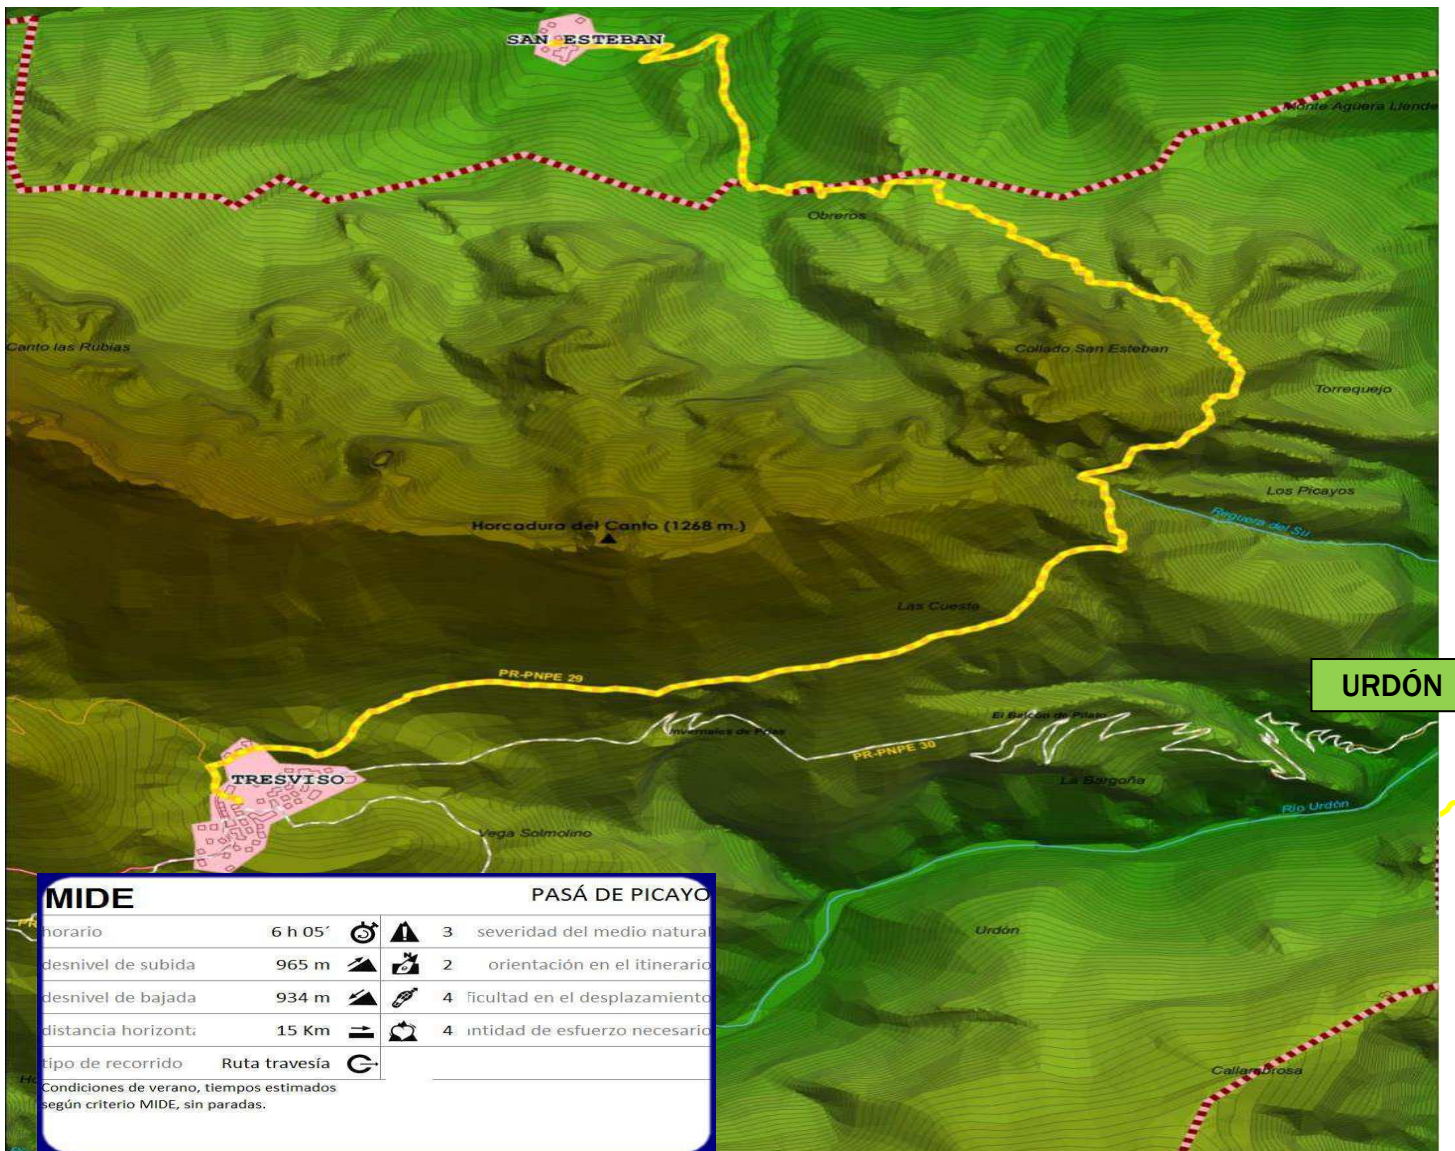 SAN ESTEBAN
Monte Agüera Llende
Obreros
Canto las Rubias
Collado San Esteban
Torrequejo
Los Picayos
Reguera del Su
Horcadura del Canto (1268 m.)
Las Cuesta
PR-PNPE 29
URDÓN
El Balcón de Pilato
Invernales de Prias
PR-PNPE 30
TRESVISO
La Bargoña
Río Urdón
Vega Solmolino
MIDE PASÁ DE PICAYO
horario 6 h 05´ 3 severidad del medio natural
desnivel de subida 965 m 2 orientación en el itinerario
desnivel de bajada 934 m 4 ficultad en el desplazamiento
distancia horizonta 15 Km 4 intidad de esfuerzo necesario
tipo de recorrido Ruta travesía
Condiciones de verano, tiempos estimados
según criterio MIDE, sin paradas.
Urdón
Callambrosa